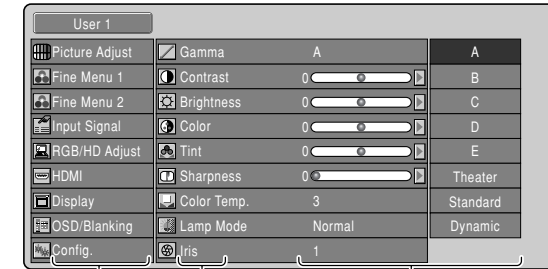 User 1
Picture Adjust Gamma A A
Fine Menu 1 Contrast 0 B
Fine Menu 2 Brightness 0 C
Input Signal Color 0 D
RGB/HD Adjust Tint 0 E
HDMI Sharpness 0 Theater
Display Color Temp. 3 Standard
OSD/Blanking Lamp Mode Normal Dynamic
Config. Iris 1